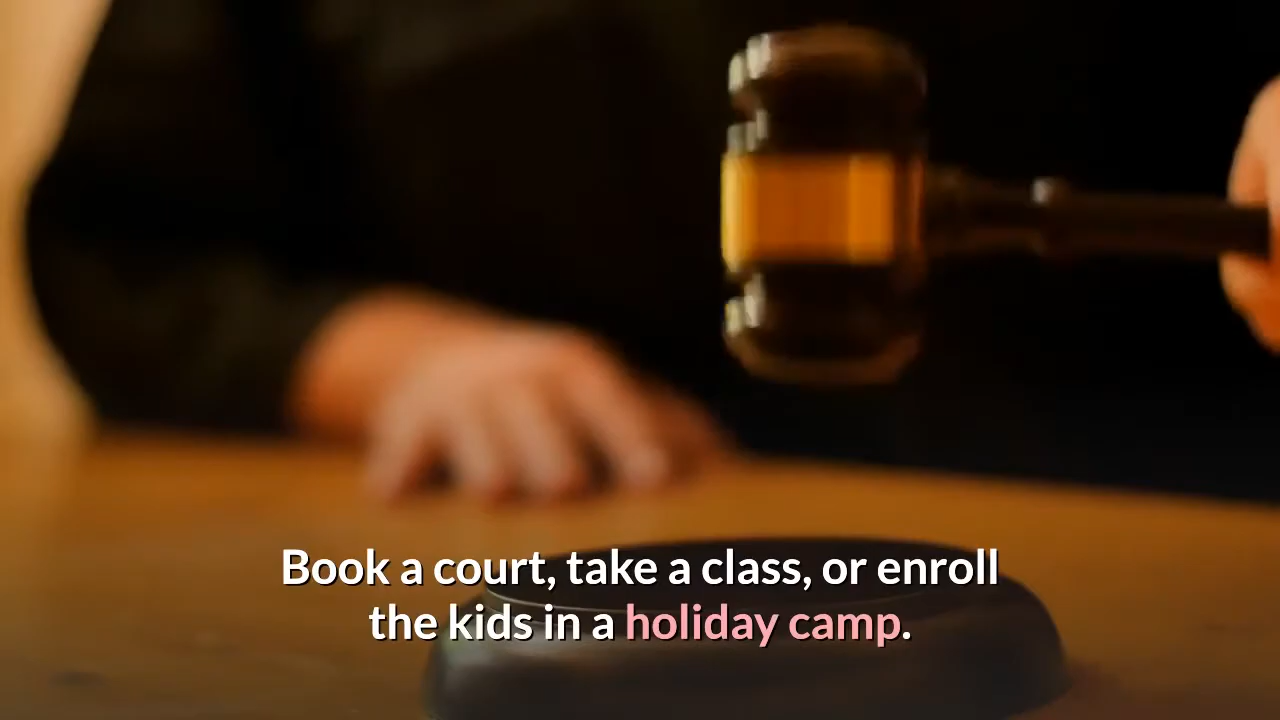 Book a court, take a class, or enroll
the kids in a holiday camp.